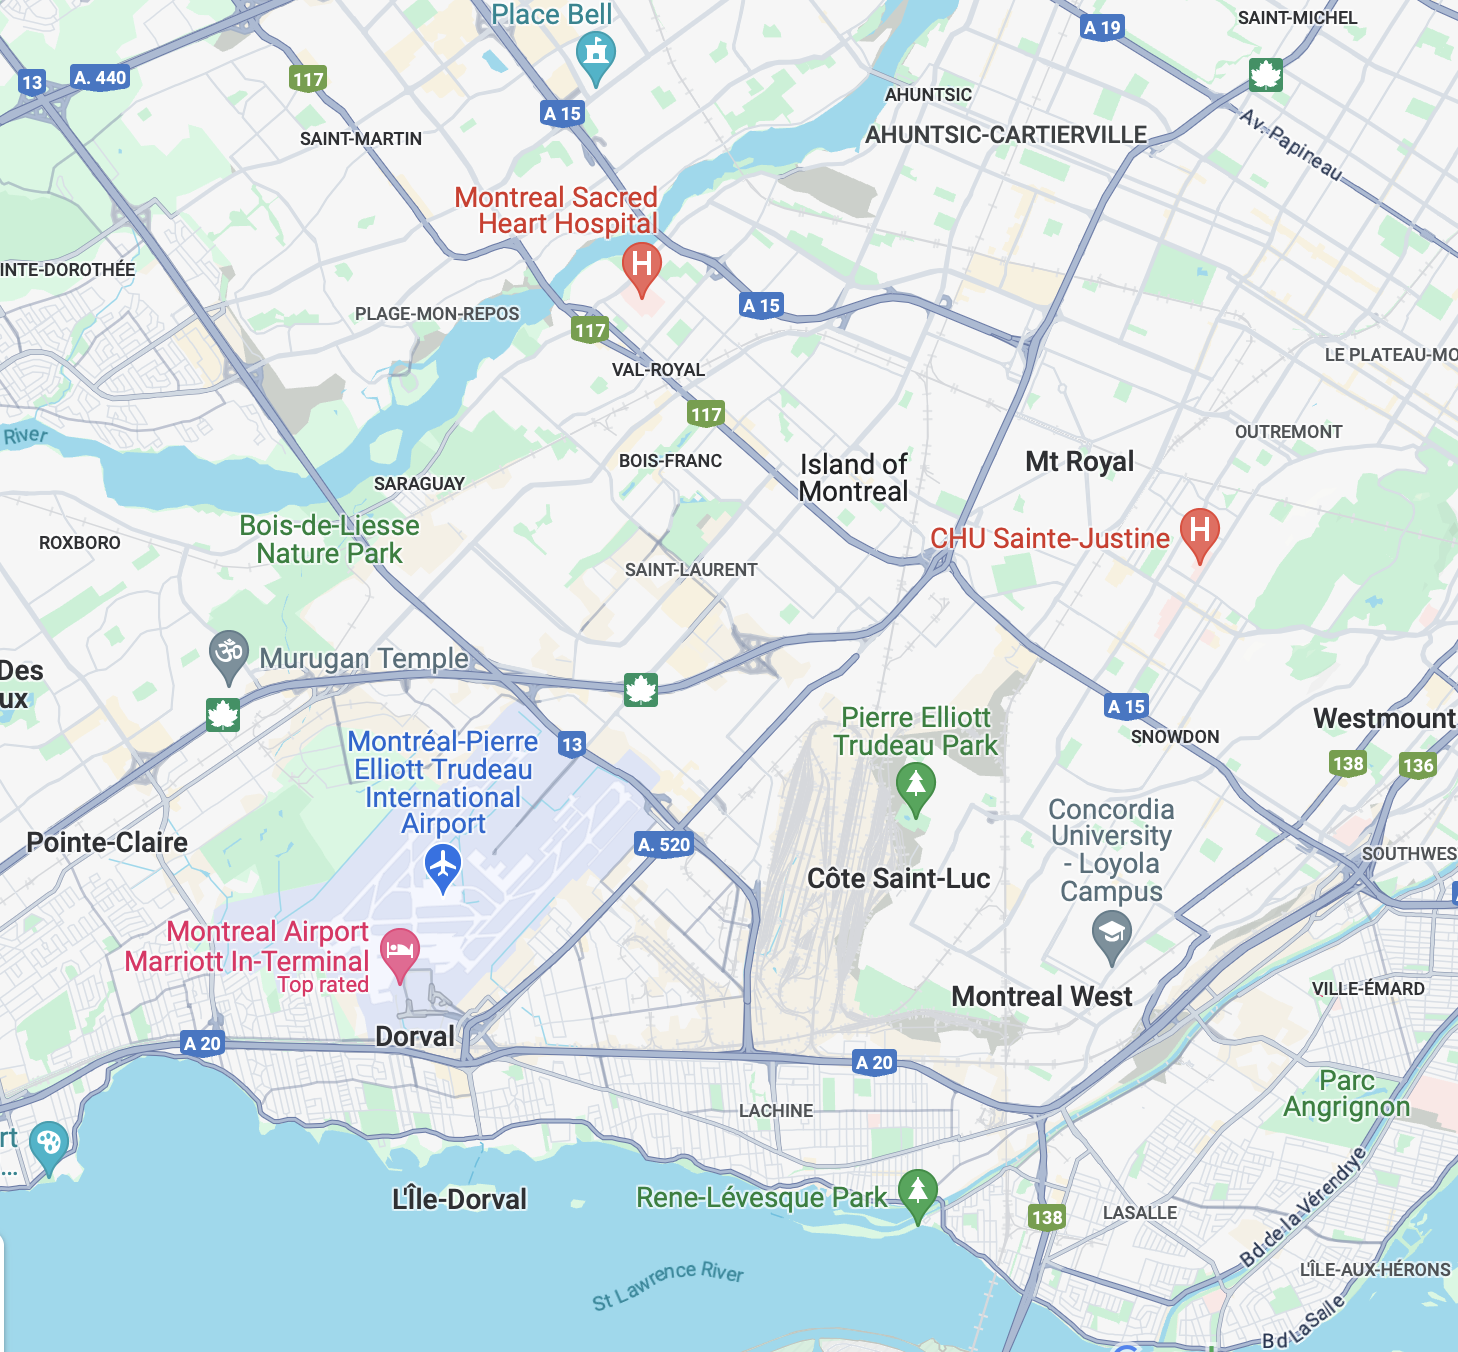 Place Bell
A 19
SAINT-MICHEL
13
A. 440
117
A 15
SAINT-MARTIN
AHUNTSIC
AHUNTSIC-CARTIERVILLE
Av. Papineau
Montreal Sacred
Heart Hospital
H
INTE-DOROTHÉE
PLAGE-MON-REPOS
A 15
117
VAL-ROYAL
LE PLATEAU-MO
117
River
OUTREMONT
BOIS-FRANC
Island of
Montreal
Mt Royal
SARAGUAY
Bois-de-Liesse
Nature Park
ROXBORO
CHU Sainte-Justine
H
SAINT-LAURENT
Murugan Temple
Des
ux
A 15
Pierre Elliott
Trudeau Park
Westmount
SNOWDON
Montréal-Pierre
Elliott Trudeau
International
Airport
13
138
136
Concordia
University
- Loyola
Campus
Pointe-Claire
A. 520
SOUTHWES
Côte Saint-Luc
Montreal Airport
Marriott In-Terminal
Top rated
VILLE-ÉMARD
Montreal West
Dorval
A 20
A 20
Parc
Angrignon
LACHINE
rt
...
L'Île-Dorval
Rene-Lévesque Park
138
LASALLE
Bd de la Vérendrye
St Lawrence River
L'ÎLE-AUX-HÉRONS
Bd LaSalle